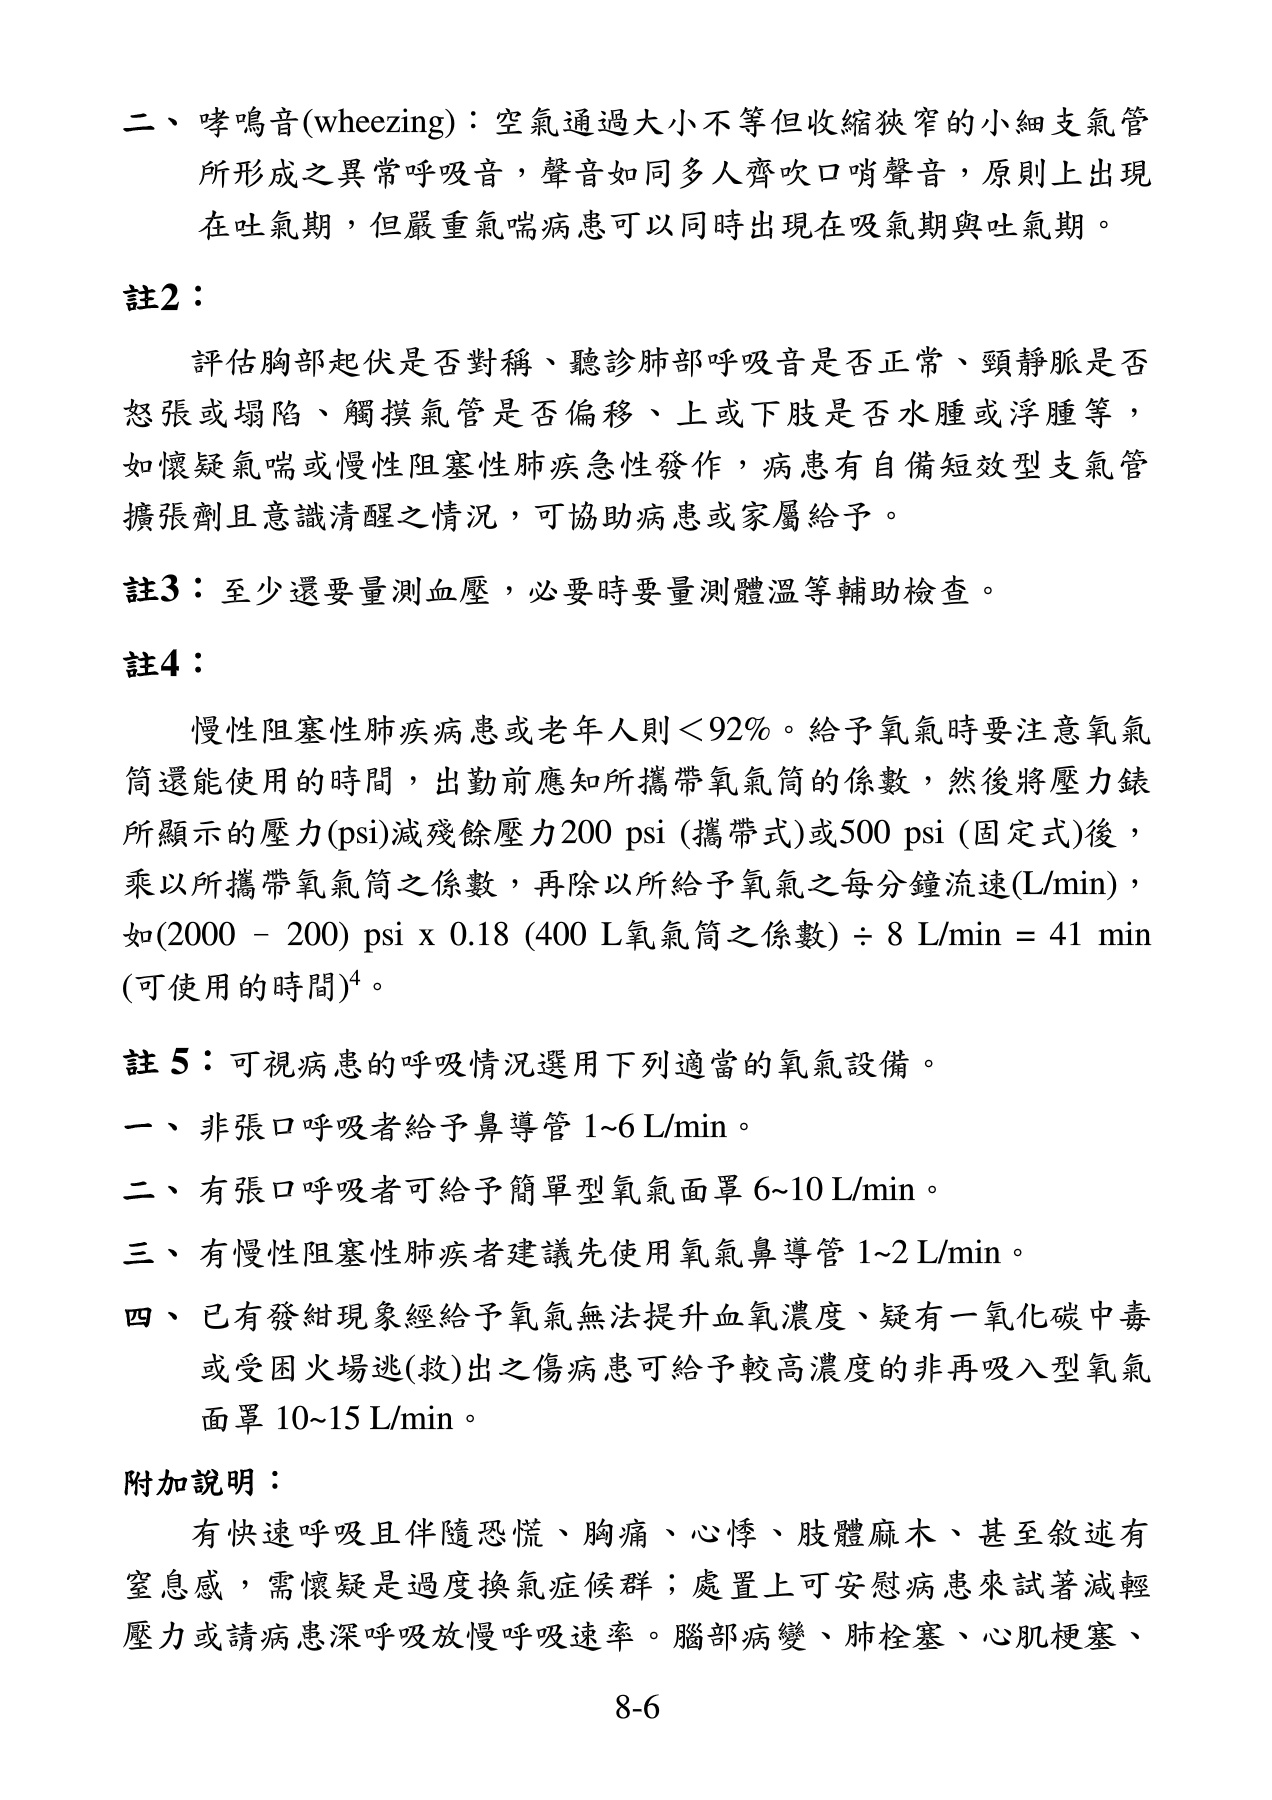 二、 哮鳴音(wheezing)：空氣通過大小不等但收縮狹窄的小細支氣管
所形成之異常呼吸音，聲音如同多人齊吹口哨聲音，原則上出現
在吐氣期，但嚴重氣喘病患可以同時出現在吸氣期與吐氣期。
註2：
評估胸部起伏是否對稱、聽診肺部呼吸音是否正常、頸靜脈是否
怒張或塌陷、觸摸氣管是否偏移、上或下肢是否水腫或浮腫等，
如懷疑氣喘或慢性阻塞性肺疾急性發作，病患有自備短效型支氣管
擴張劑且意識清醒之情況，可協助病患或家屬給予。
註3：至少還要量測血壓，必要時要量測體溫等輔助檢查。
註4：
慢性阻塞性肺疾病患或老年人則＜92%。給予氧氣時要注意氧氣
筒還能使用的時間，出勤前應知所攜帶氧氣筒的係數，然後將壓力錶
所顯示的壓力(psi)減殘餘壓力200 psi (攜帶式)或500 psi (固定式)後，
乘以所攜帶氧氣筒之係數，再除以所給予氧氣之每分鐘流速(L/min)，
如(2000 － 200) psi x 0.18 (400 L氧氣筒之係數) ÷ 8 L/min = 41 min
(可使用的時間)⁴。
註 5：可視病患的呼吸情況選用下列適當的氧氣設備。
一、 非張口呼吸者給予鼻導管 1~6 L/min。
二、 有張口呼吸者可給予簡單型氧氣面罩 6~10 L/min。
三、 有慢性阻塞性肺疾者建議先使用氧氣鼻導管 1~2 L/min。
四、 已有發紺現象經給予氧氣無法提升血氧濃度、疑有一氧化碳中毒
或受困火場逃(救)出之傷病患可給予較高濃度的非再吸入型氧氣
面罩 10~15 L/min。
附加說明：
有快速呼吸且伴隨恐慌、胸痛、心悸、肢體麻木、甚至敘述有
窒息感，需懷疑是過度換氣症候群；處置上可安慰病患來試著減輕
壓力或請病患深呼吸放慢呼吸速率。腦部病變、肺栓塞、心肌梗塞、
8-6